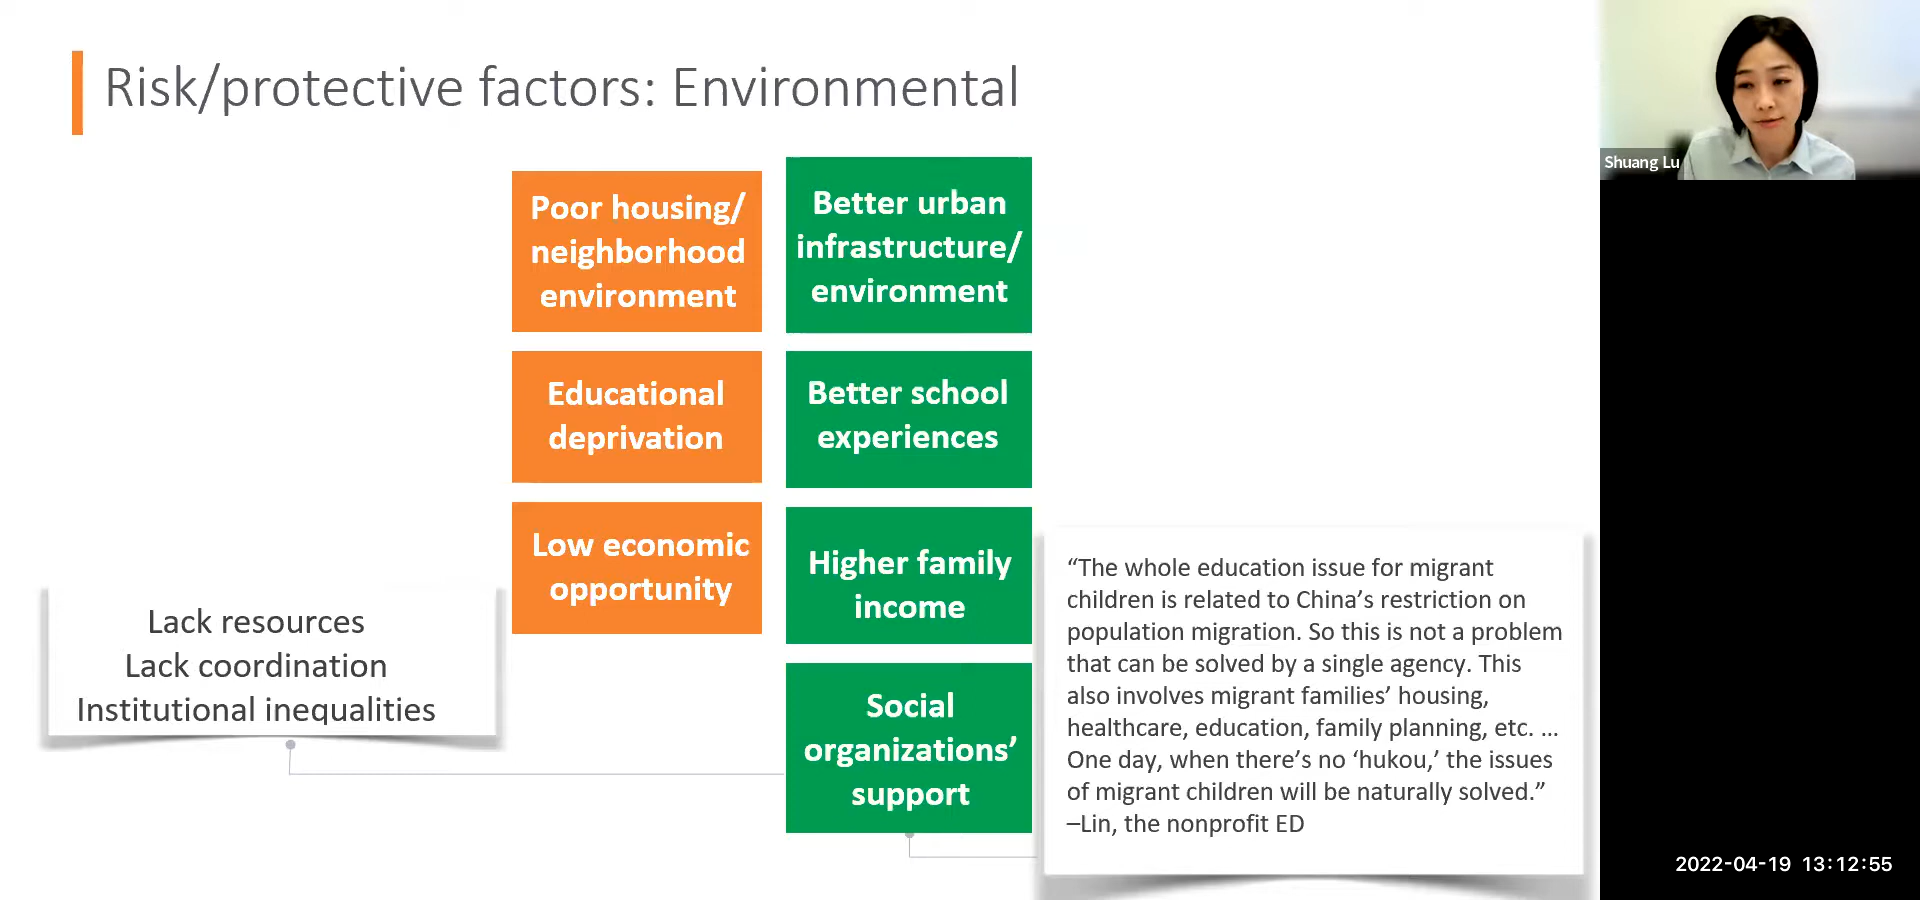 Risk/protective factors: Environmental
Poor housing/
neighborhood
environment
Better urban
infrastructure/
environment
Educational
deprivation
Better school
experiences
Low economic
opportunity
Higher family
income
Lack resources
Lack coordination
Institutional inequalities
Social
organizations’
support
“The whole education issue for migrant
children is related to China’s restriction on
population migration. So this is not a problem
that can be solved by a single agency. This
also involves migrant families’ housing,
healthcare, education, family planning, etc. …
One day, when there’s no ‘hukou,’ the issues
of migrant children will be naturally solved.”
–Lin, the nonprofit ED
Shuang Lu
2022-04-19 13:12:55